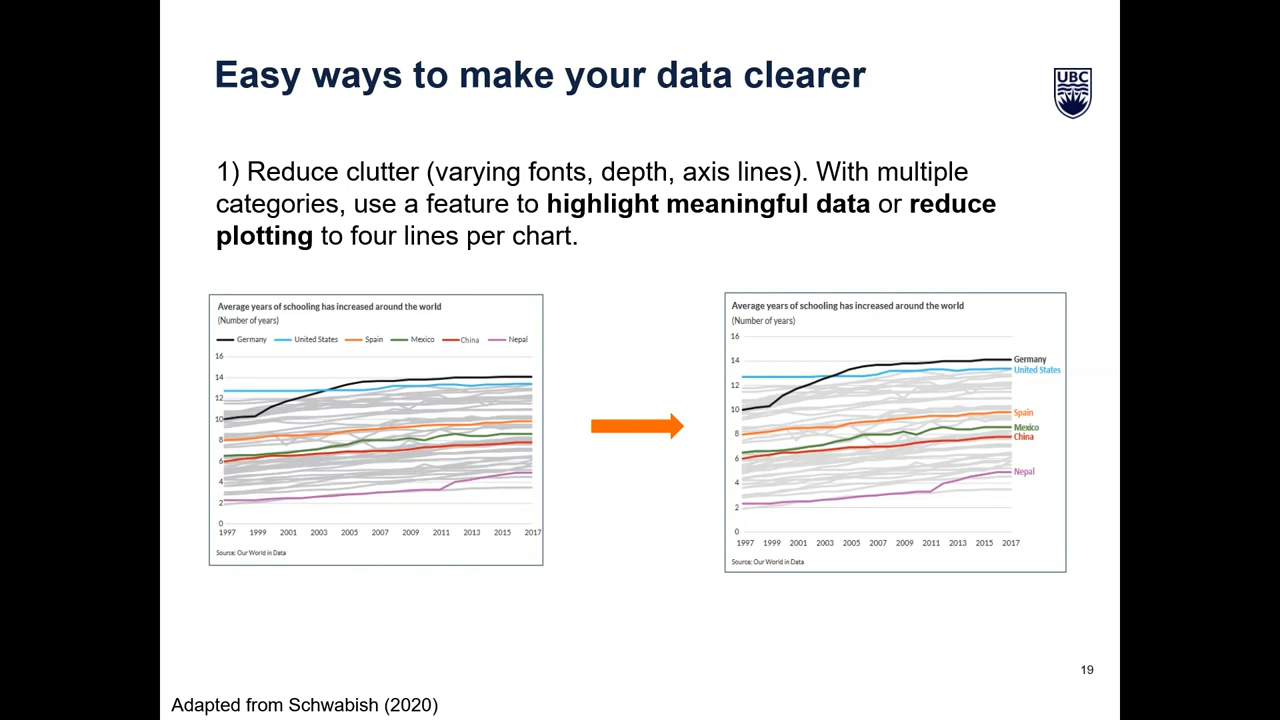 Easy ways to make your data clearer
UBC
1) Reduce clutter (varying fonts, depth, axis lines). With multiple
categories, use a feature to highlight meaningful data or reduce
plotting to four lines per chart.
Average years of schooling has increased around the world
(Number of years)
Germany United States Spain Mexico China Nepal
16
14
12
10
8
6
4
2
0
1997 1999 2001 2003 2005 2007 2009 2011 2013 2015 2017
Source: Our World in Data
Average years of schooling has increased around the world
(Number of years)
16
14
12
10
8
6
4
2
0
Germany
United States
Spain
Mexico
China
Nepal
1997 1999 2001 2003 2005 2007 2009 2011 2013 2015 2017
Source: Our World in Data
19
Adapted from Schwabish (2020)